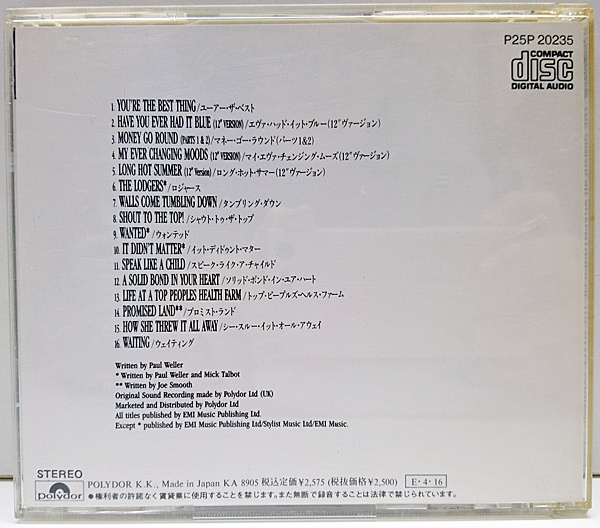 P25P 20235
COMPACT
disc
DIGITAL AUDIO
1. YOU'RE THE BEST THING/ユーアー・ザ・ベスト
2. HAVE YOU EVER HAD IT BLUE (12" VERSION)/エヴァ・ハッド・イット・ブルー(12"ヴァージョン)
3. MONEY GO ROUND (PARTS 1 & 2)/マネー・ゴー・ラウンド(パーツ1&2)
4. MY EVER CHANGING MOODS (12" VERSION)/マイ・エヴァ・チェンジング・ムーズ(12"ヴァージョン)
5. LONG HOT SUMMER (12" Version)/ロング・ホット・サマー(12"ヴァージョン)
6. THE LODGERS*/ロジャース
7. WALLS COME TUMBLING DOWN/タンブリング・ダウン
8. SHOUT TO THE TOP!/シャウト・トゥ・ザ・トップ
9. WANTED*/ウォンテッド
10. IT DIDN'T MATTER*/イット・ディドゥント・マター
11. SPEAK LIKE A CHILD/スピーク・ライク・ア・チャイルド
12. A SOLID BOND IN YOUR HEART/ソリッド・ボンド・イン・ユア・ハート
13. LIFE AT A TOP PEOPLES HEALTH FARM/トップ・ピープルズ・ヘルス・ファーム
14. PROMISED LAND**/プロミスト・ランド
15. HOW SHE THREW IT ALL AWAY/シー・スルー・イット・オール・アウェイ
16. WAITING/ウェイティング
Written by Paul Weller
* Written by Paul Weller and Mick Talbot
** Written by Joe Smooth
Original Sound Recording made by Polydor Ltd (UK)
Marketed and Distributed by Polydor Ltd
All titles published by EMI Music Publishing Ltd.
Except * published by EMI Music Publishing Ltd/Stylist Music Ltd/EMI Music.
STEREO
Polydor
POLYDOR K.K., Made in Japan KA 8905 税込定価¥2,575 (税抜価格¥2,500) E・4・16
●権利者の許諾なく賃貸業に使用することを禁じます。また無断で録音することは法律で禁じられています。